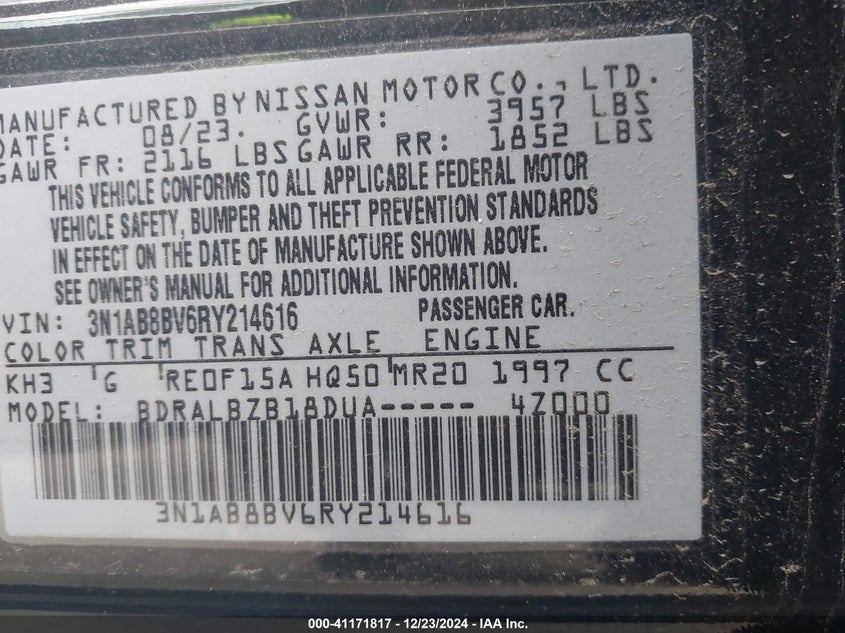 MANUFACTURED BY NISSAN MOTOR CO., LTD.
DATE: 08/23. GVWR: 3957 LBS
GAWR FR: 2116 LBS GAWR RR: 1852 LBS
THIS VEHICLE CONFORMS TO ALL APPLICABLE FEDERAL MOTOR
VEHICLE SAFETY, BUMPER AND THEFT PREVENTION STANDARDS
IN EFFECT ON THE DATE OF MANUFACTURE SHOWN ABOVE.
SEE OWNER'S MANUAL FOR ADDITIONAL INFORMATION.
VIN: 3N1AB8BV6RY214616 PASSENGER CAR.
COLOR TRIM TRANS AXLE ENGINE
KH3 G RE0F15A HQ50 MR20 1997 CC
MODEL: BDRALBZB18DUA----- 4Z000
3N1AB8BV6RY214616
000-41171817 - 12/23/2024 - IAA Inc.